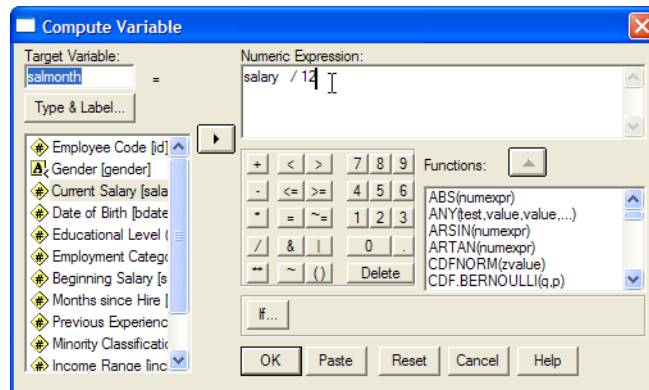 Compute Variable
Target Variable:
salmonth
=
Type & Label...
Numeric Expression:
salary / 12
Employee Code [id]
Gender [gender]
Current Salary [sala
Date of Birth [bdate
Educational Level (
Employment Catego
Beginning Salary [s
Months since Hire [
Previous Experienc
Minority Classificatic
Income Range [inc
+ < > 7 8 9
- <= >= 4 5 6
* = ~= 1 2 3
/ & | 0 .
** ~ () Delete
Functions:
ABS(numexpr)
ANY(test,value,value,...)
ARSIN(numexpr)
ARTAN(numexpr)
CDFNORM(zvalue)
CDF.BERNOULLI(q,p)
If...
OK Paste Reset Cancel Help